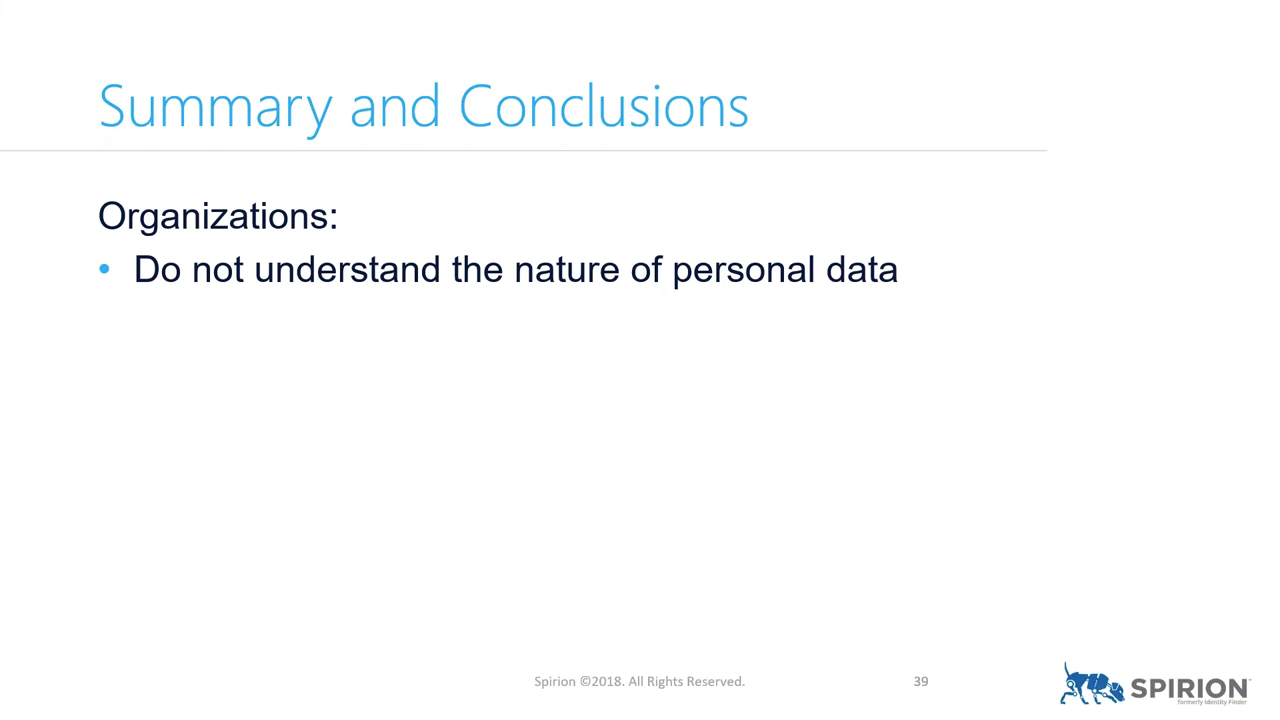 Summary and Conclusions
Organizations:
• Do not understand the nature of personal data
Spirion ©2018. All Rights Reserved.
39
SPIRION™
formerly Identity Finder